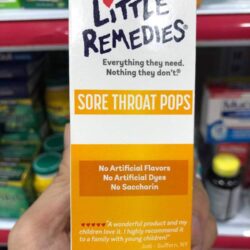 LITTLE
REMEDIES®
Everything they need.
Nothing they don't.®
SORE THROAT POPS
No Artificial Flavors
No Artificial Dyes
No Saccharin
"A wonderful product and my
children love it. I highly recommend it
to a family with young children!"